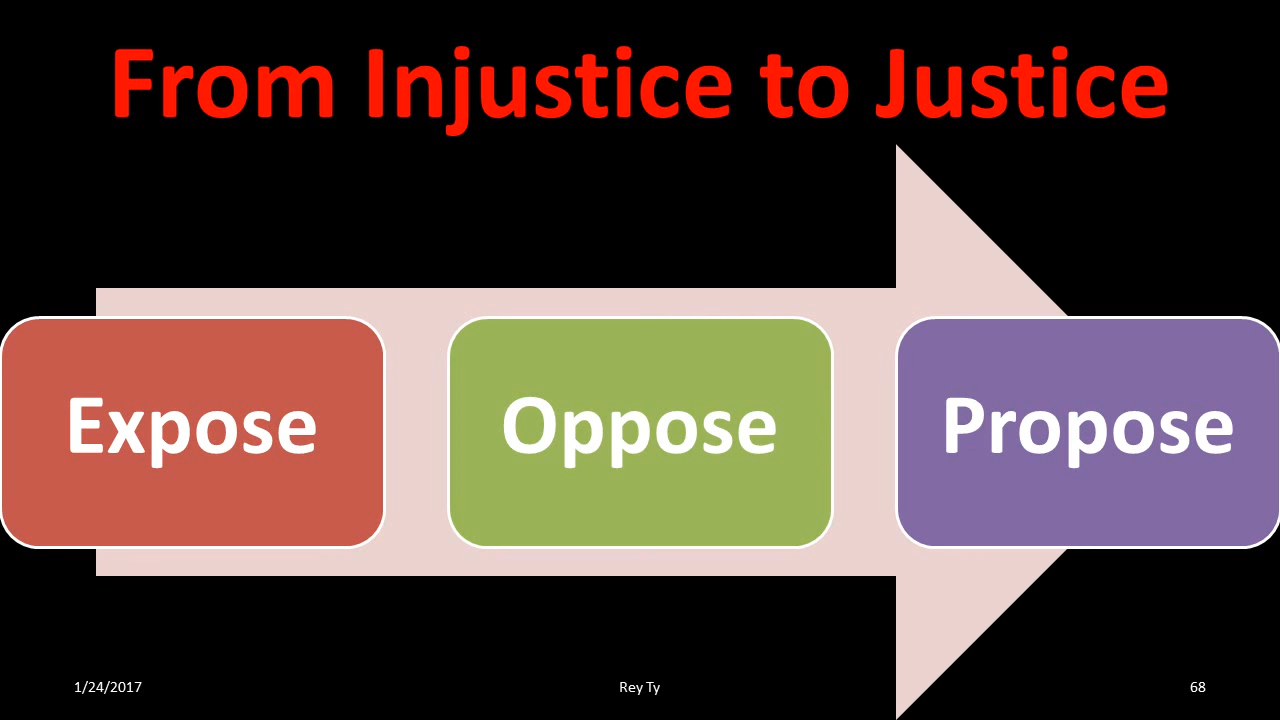 From Injustice to Justice
Expose
Oppose
Propose
1/24/2017
Rey Ty
68